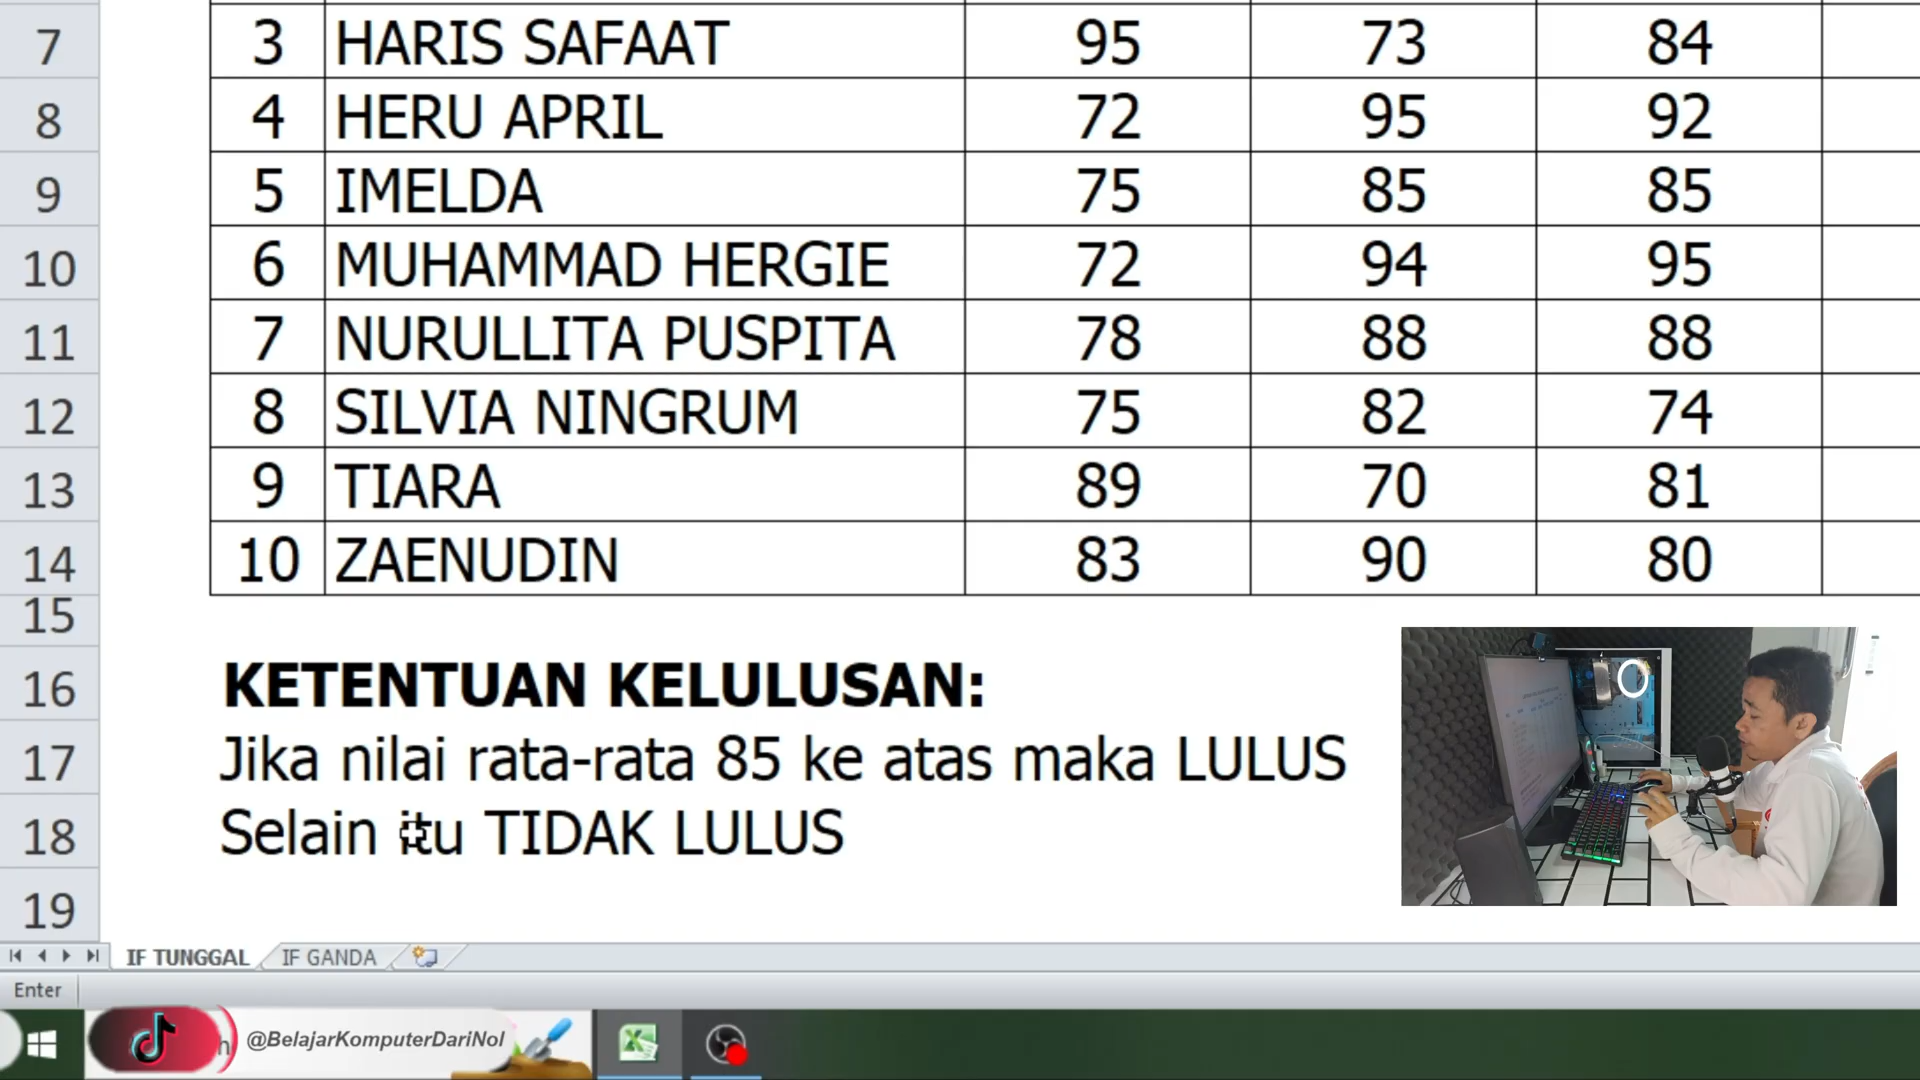 7 3 HARIS SAFAAT 95 73 84
8 4 HERU APRIL 72 95 92
9 5 IMELDA 75 85 85
10 6 MUHAMMAD HERGIE 72 94 95
11 7 NURULLITA PUSPITA 78 88 88
12 8 SILVIA NINGRUM 75 82 74
13 9 TIARA 89 70 81
14 10 ZAENUDIN 83 90 80
15
16 KETENTUAN KELULUSAN:
17 Jika nilai rata-rata 85 ke atas maka LULUS
18 Selain itu TIDAK LULUS
19
IF TUNGGAL IF GANDA
Enter
@BelajarKomputerDariNol